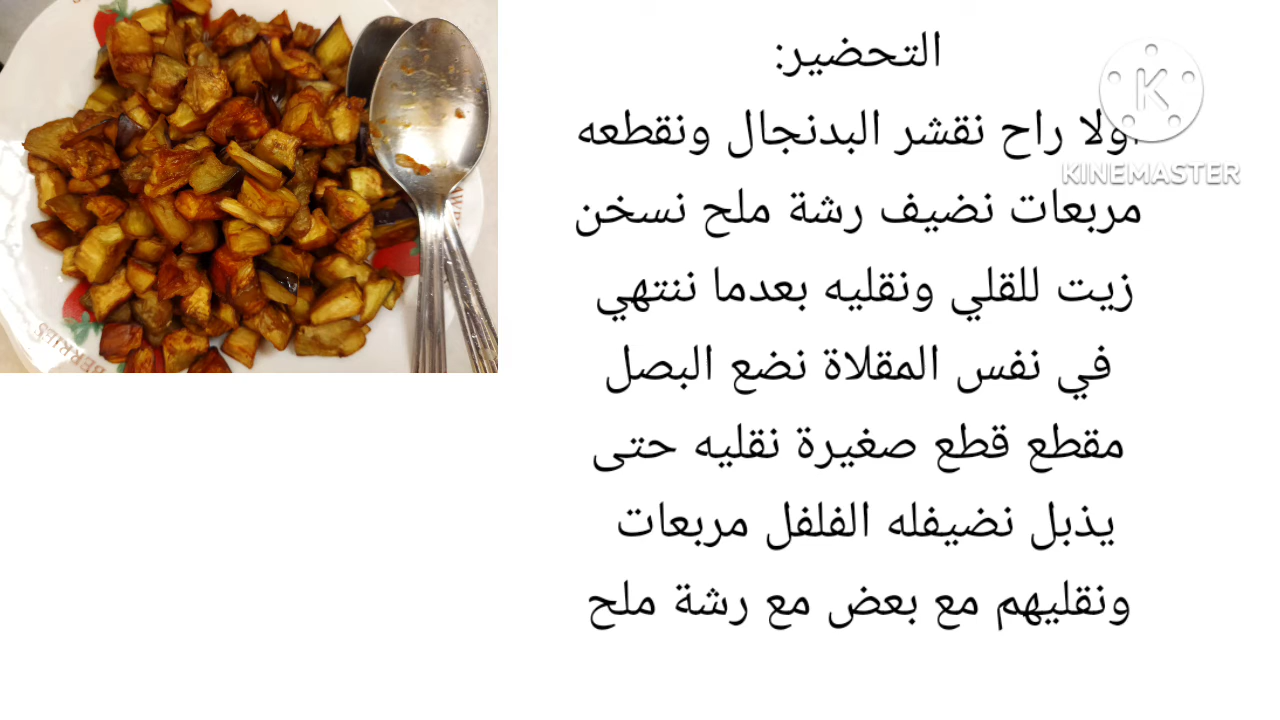 التحضير:
اولا راح نقشر البدنجال ونقطعه
مربعات نضيف رشة ملح نسخن
زيت للقلي ونقليه بعدما ننتهي
في نفس المقلاة نضع البصل
مقطع قطع صغيرة نقليه حتى
يذبل نضيفله الفلفل مربعات
ونقليهم مع بعض مع رشة ملح
K
KINEMASTER
BERRIES